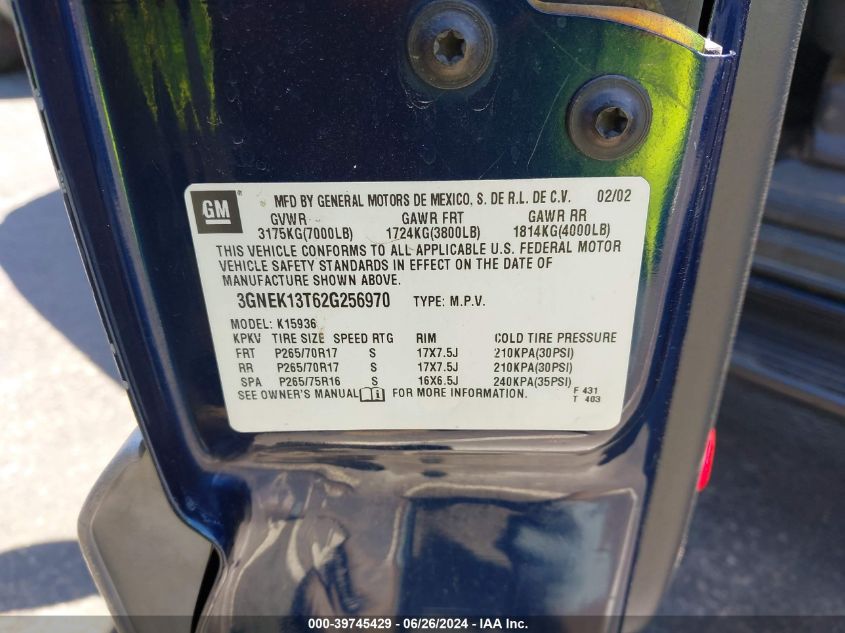 GM MFD BY GENERAL MOTORS DE MEXICO, S. DE R.L. DE C.V. 02/02
GVWR GAWR FRT GAWR RR
3175KG(7000LB) 1724KG(3800LB) 1814KG(4000LB)
THIS VEHICLE CONFORMS TO ALL APPLICABLE U.S. FEDERAL MOTOR
VEHICLE SAFETY STANDARDS IN EFFECT ON THE DATE OF
MANUFACTURE SHOWN ABOVE.
3GNEK13T62G256970 TYPE: M.P.V.
MODEL: K15936
KPKV TIRE SIZE SPEED RTG RIM COLD TIRE PRESSURE
FRT P265/70R17 S 17X7.5J 210KPA(30PSI)
RR P265/70R17 S 17X7.5J 210KPA(30PSI)
SPA P265/75R16 S 16X6.5J 240KPA(35PSI)
SEE OWNER'S MANUAL FOR MORE INFORMATION.
F 431
T 403
000-39745429 - 06/26/2024 - IAA, Inc.